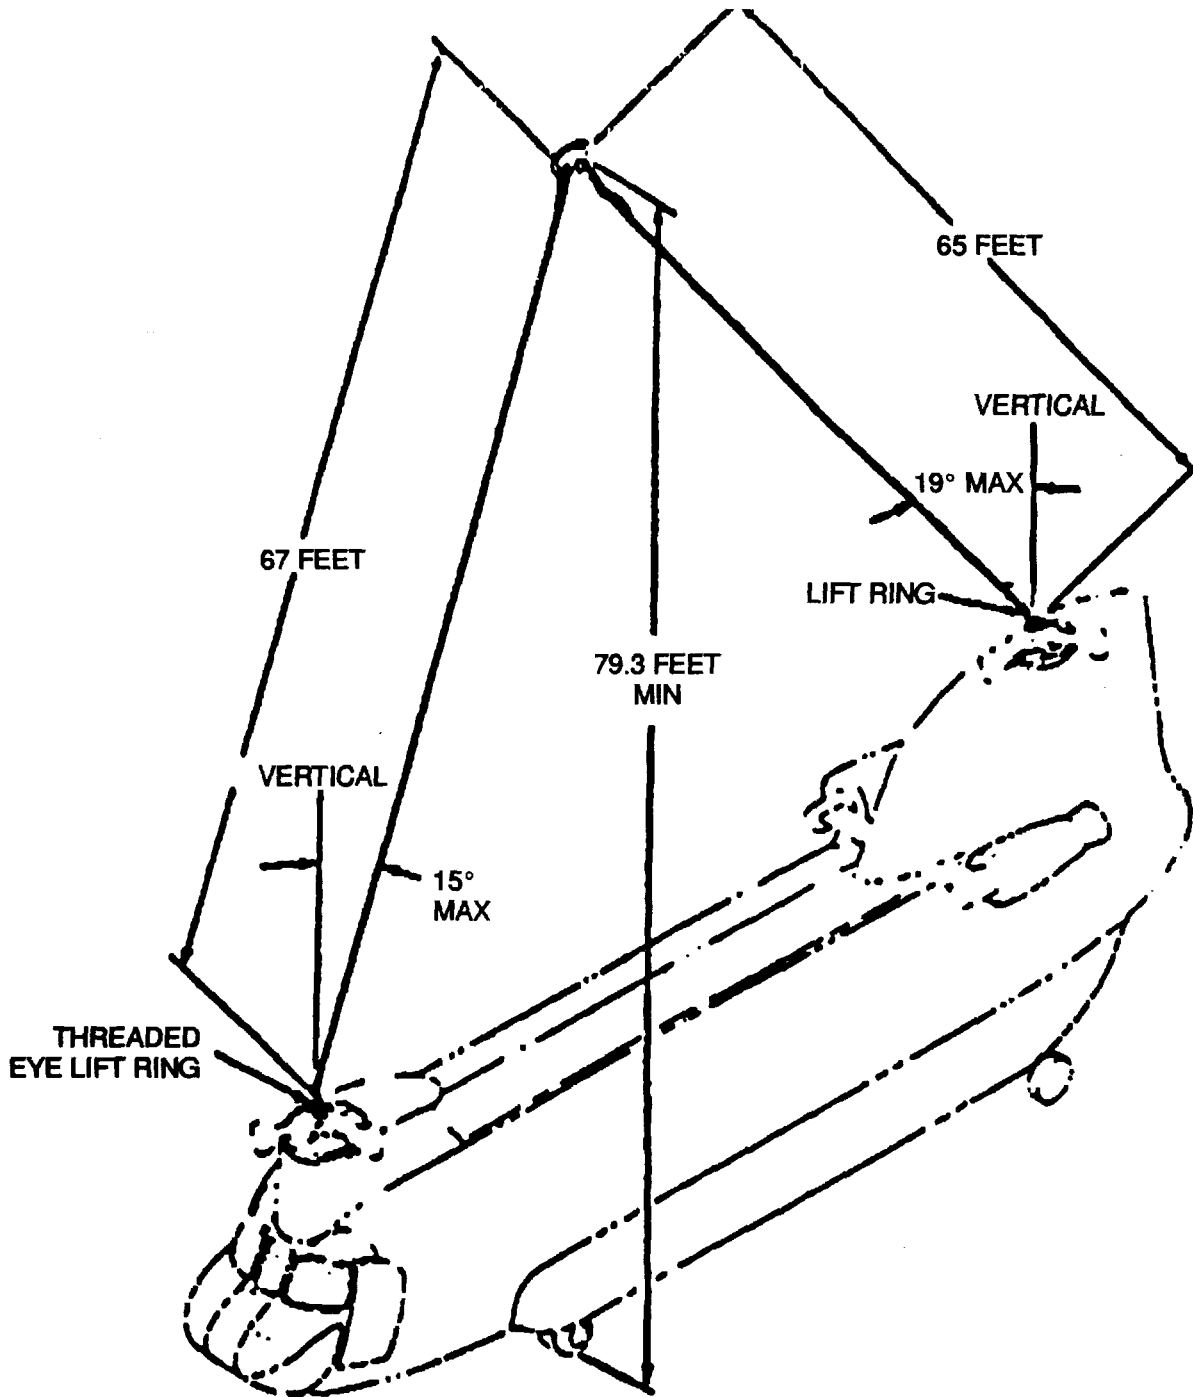 65 FEET
VERTICAL
19° MAX
67 FEET
LIFT RING
79.3 FEET
MIN
VERTICAL
15°
MAX
THREADED
EYE LIFT RING